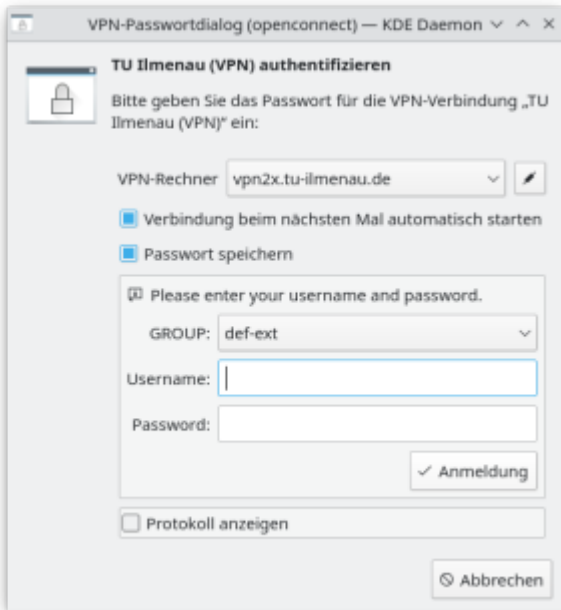 VPN-Passwortdialog (openconnect) — KDE Daemon
TU Ilmenau (VPN) authentifizieren
Bitte geben Sie das Passwort für die VPN-Verbindung „TU
Ilmenau (VPN)“ ein:
VPN-Rechner vpn2x.tu-ilmenau.de
Verbindung beim nächsten Mal automatisch starten
Passwort speichern
Please enter your username and password.
GROUP: def-ext
Username:
Password:
Anmeldung
Protokoll anzeigen
Abbrechen